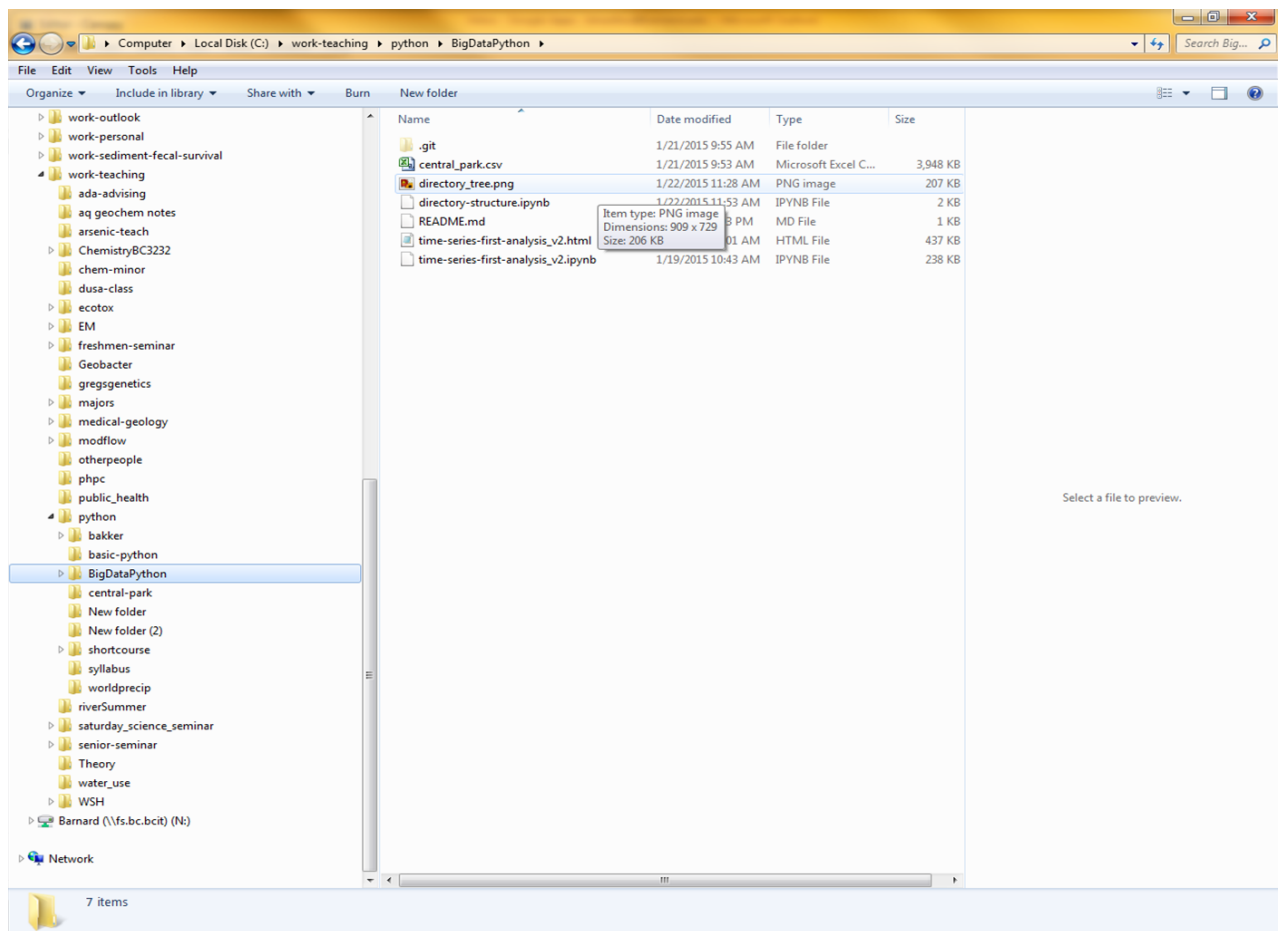 Computer ▸ Local Disk (C:) ▸ work-teaching ▸ python ▸ BigDataPython ▸
Search Big...
File Edit View Tools Help
Organize Include in library Share with Burn New folder
work-outlook
work-personal
work-sediment-fecal-survival
work-teaching
ada-advising
aq geochem notes
arsenic-teach
ChemistryBC3232
chem-minor
dusa-class
ecotox
EM
freshmen-seminar
Geobacter
gregsgenetics
majors
medical-geology
modflow
otherpeople
phpc
public_health
python
bakker
basic-python
BigDataPython
central-park
New folder
New folder (2)
shortcourse
syllabus
worldprecip
riverSummer
saturday_science_seminar
senior-seminar
Theory
water_use
WSH
Barnard (\\fs.bc.bcit) (N:)
Network
Name Date modified Type Size
.git 1/21/2015 9:55 AM File folder
central_park.csv 1/21/2015 9:53 AM Microsoft Excel C... 3,948 KB
directory_tree.png 1/22/2015 11:28 AM PNG image 207 KB
directory-structure.ipynb 1/22/2015 11:53 AM IPYNB File 2 KB
README.md 3 PM MD File 1 KB
time-series-first-analysis_v2.html 01 AM HTML File 437 KB
time-series-first-analysis_v2.ipynb 1/19/2015 10:43 AM IPYNB File 238 KB
Item type: PNG image
Dimensions: 909 x 729
Size: 206 KB
Select a file to preview.
7 items